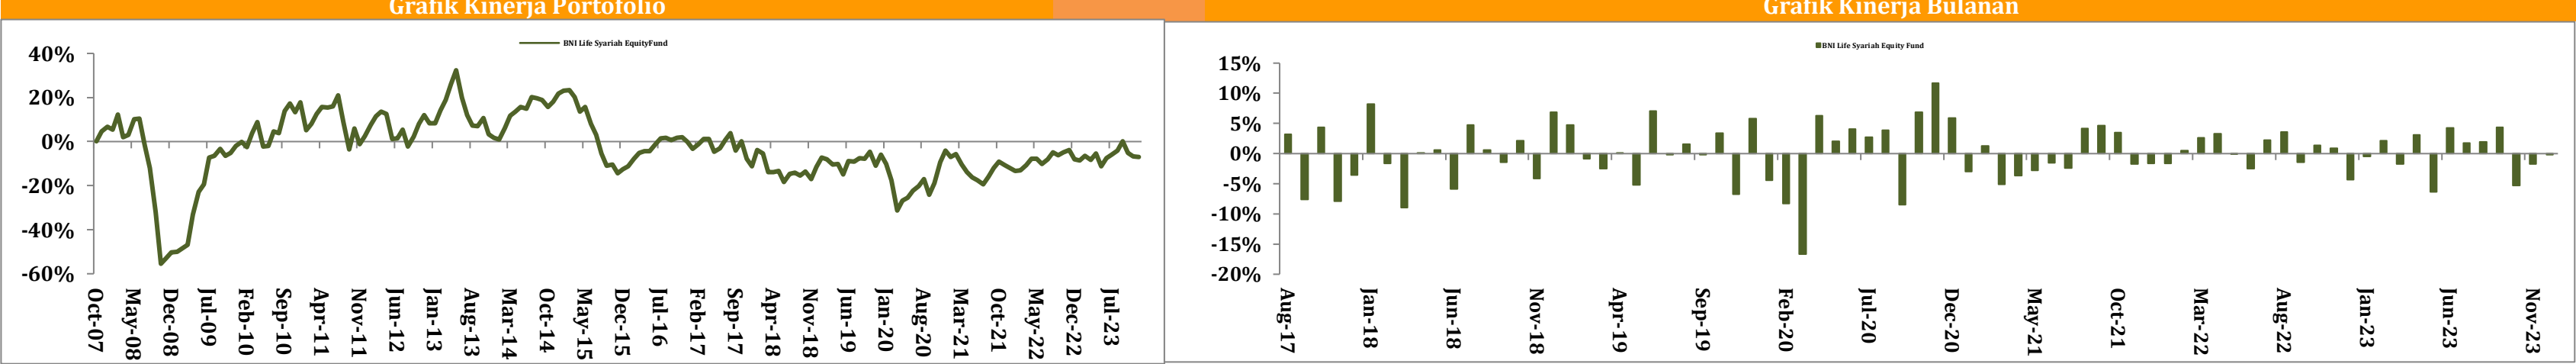 Grafik Kinerja Portofolio
Grafik Kinerja Bulanan
BNI Life Syariah EquityFund
40%
20%
0%
-20%
-40%
-60%
Oct-07
May-08
Dec-08
Jul-09
Feb-10
Sep-10
Apr-11
Nov-11
Jun-12
Jan-13
Aug-13
Mar-14
Oct-14
May-15
Dec-15
Jul-16
Feb-17
Sep-17
Apr-18
Nov-18
Jun-19
Jan-20
Aug-20
Mar-21
Oct-21
May-22
Dec-22
Jul-23
BNI Life Syariah Equity Fund
15%
10%
5%
0%
-5%
-10%
-15%
-20%
Aug-17
Jan-18
Jun-18
Nov-18
Apr-19
Sep-19
Feb-20
Jul-20
Dec-20
May-21
Oct-21
Mar-22
Aug-22
Jan-23
Jun-23
Nov-23